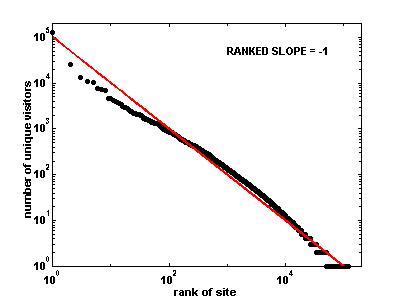 RANKED SLOPE = -1
number of unique visitors
10^5
10^4
10^3
10^2
10^1
10^0
10^0 10^2 10^4
rank of site